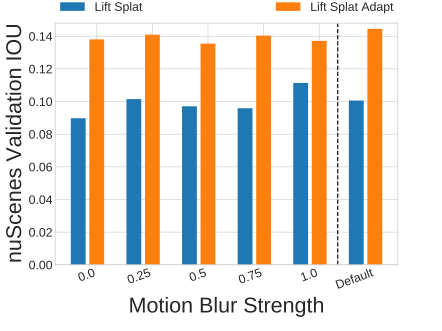 Lift Splat Lift Splat Adapt
nuScenes Validation IOU
0.14
0.12
0.10
0.08
0.06
0.04
0.02
0.00
0.0 0.25 0.5 0.75 1.0 Default
Motion Blur Strength